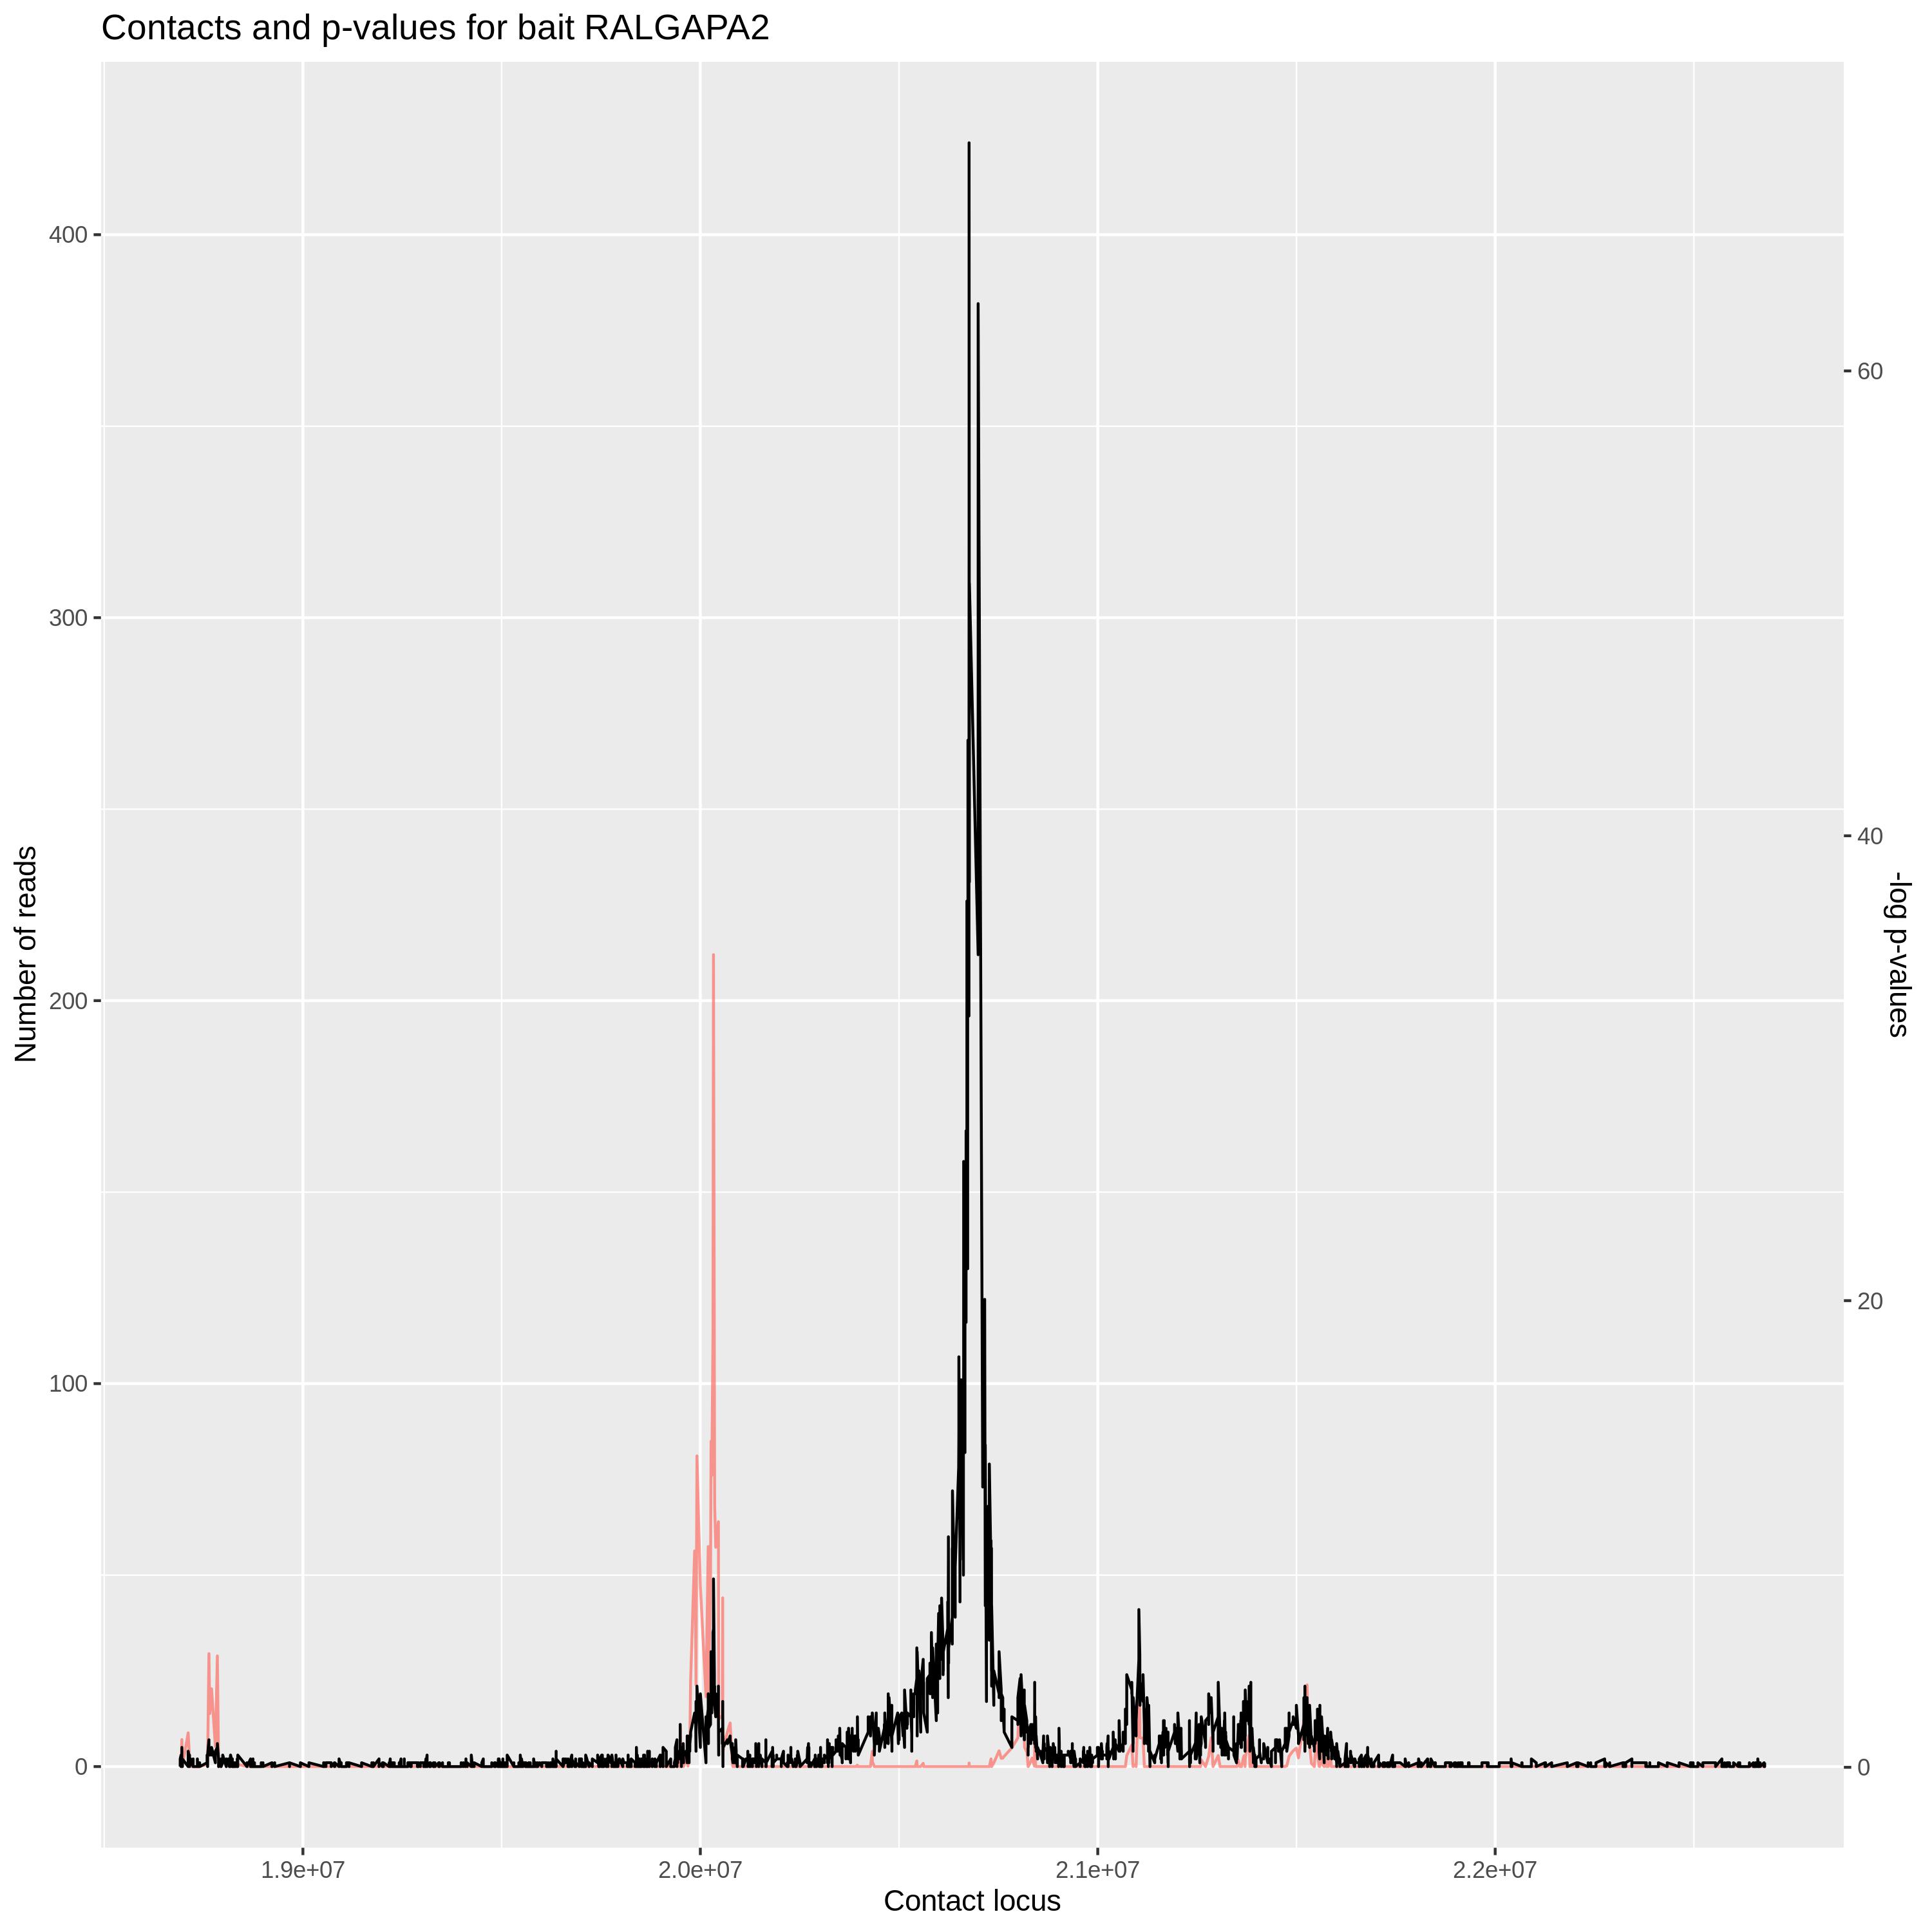 Contacts and p-values for bait RALGAPA2
400
300
200
100
0
Number of reads
60
40
20
0
-log p-values
1.9e+07
2.0e+07
2.1e+07
2.2e+07
Contact locus